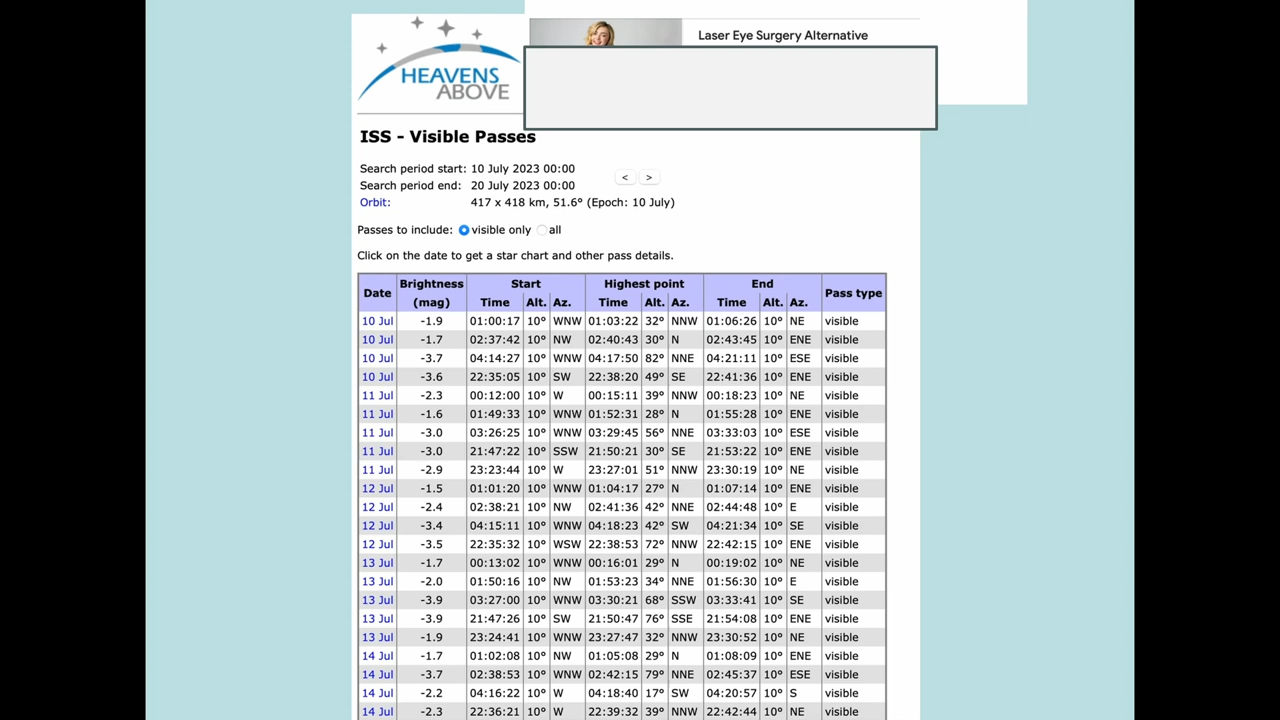 Laser Eye Surgery Alternative
HEAVENS
ABOVE
ISS - Visible Passes
Search period start: 10 July 2023 00:00
< >
Search period end: 20 July 2023 00:00
Orbit: 417 x 418 km, 51.6° (Epoch: 10 July)
Passes to include: visible only all
Click on the date to get a star chart and other pass details.
Date Brightness (mag) Start Highest point End Pass type
Time Alt. Az. Time Alt. Az. Time Alt. Az.
10 Jul -1.9 01:00:17 10° WNW 01:03:22 32° NNW 01:06:26 10° NE visible
10 Jul -1.7 02:37:42 10° NW 02:40:43 30° N 02:43:45 10° ENE visible
10 Jul -3.7 04:14:27 10° WNW 04:17:50 82° NNE 04:21:11 10° ESE visible
10 Jul -3.6 22:35:05 10° SW 22:38:20 49° SE 22:41:36 10° ENE visible
11 Jul -2.3 00:12:00 10° W 00:15:11 39° NNW 00:18:23 10° NE visible
11 Jul -1.6 01:49:33 10° WNW 01:52:31 28° N 01:55:28 10° ENE visible
11 Jul -3.0 03:26:25 10° WNW 03:29:45 56° NNE 03:33:03 10° ESE visible
11 Jul -3.0 21:47:22 10° SSW 21:50:21 30° SE 21:53:22 10° ENE visible
11 Jul -2.9 23:23:44 10° W 23:27:01 51° NNW 23:30:19 10° NE visible
12 Jul -1.5 01:01:20 10° WNW 01:04:17 27° N 01:07:14 10° ENE visible
12 Jul -2.4 02:38:21 10° NW 02:41:36 42° NNE 02:44:48 10° E visible
12 Jul -3.4 04:15:11 10° WNW 04:18:23 42° SW 04:21:34 10° SE visible
12 Jul -3.5 22:35:32 10° WSW 22:38:53 72° NNW 22:42:15 10° ENE visible
13 Jul -1.7 00:13:02 10° WNW 00:16:01 29° N 00:19:02 10° NE visible
13 Jul -2.0 01:50:16 10° NW 01:53:23 34° NNE 01:56:30 10° E visible
13 Jul -3.9 03:27:00 10° WNW 03:30:21 68° SSW 03:33:41 10° SE visible
13 Jul -3.9 21:47:26 10° SW 21:50:47 76° SSE 21:54:08 10° ENE visible
13 Jul -1.9 23:24:41 10° WNW 23:27:47 32° NNW 23:30:52 10° NE visible
14 Jul -1.7 01:02:08 10° NW 01:05:08 29° N 01:08:09 10° ENE visible
14 Jul -3.7 02:38:53 10° WNW 02:42:15 79° NNE 02:45:37 10° ESE visible
14 Jul -2.2 04:16:22 10° W 04:18:40 17° SW 04:20:57 10° S visible
14 Jul -2.3 22:36:21 10° W 22:39:32 39° NNW 22:42:44 10° NE visible